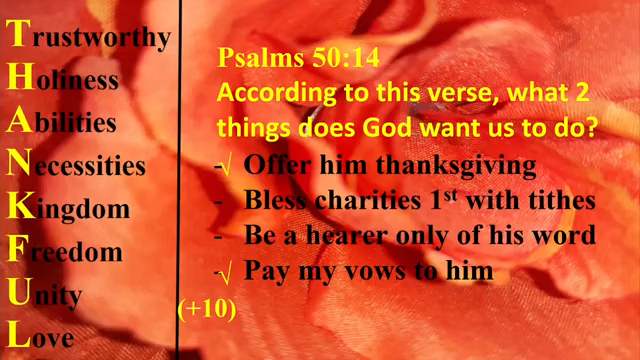 Trustworthy
Holiness
Abilities
Necessities
Kingdom
Freedom
Unity
Love
Psalms 50:14
According to this verse, what 2
things does God want us to do?
-√ Offer him thanksgiving
- Bless charities 1st with tithes
- Be a hearer only of his word
-√ Pay my vows to him
(+10)